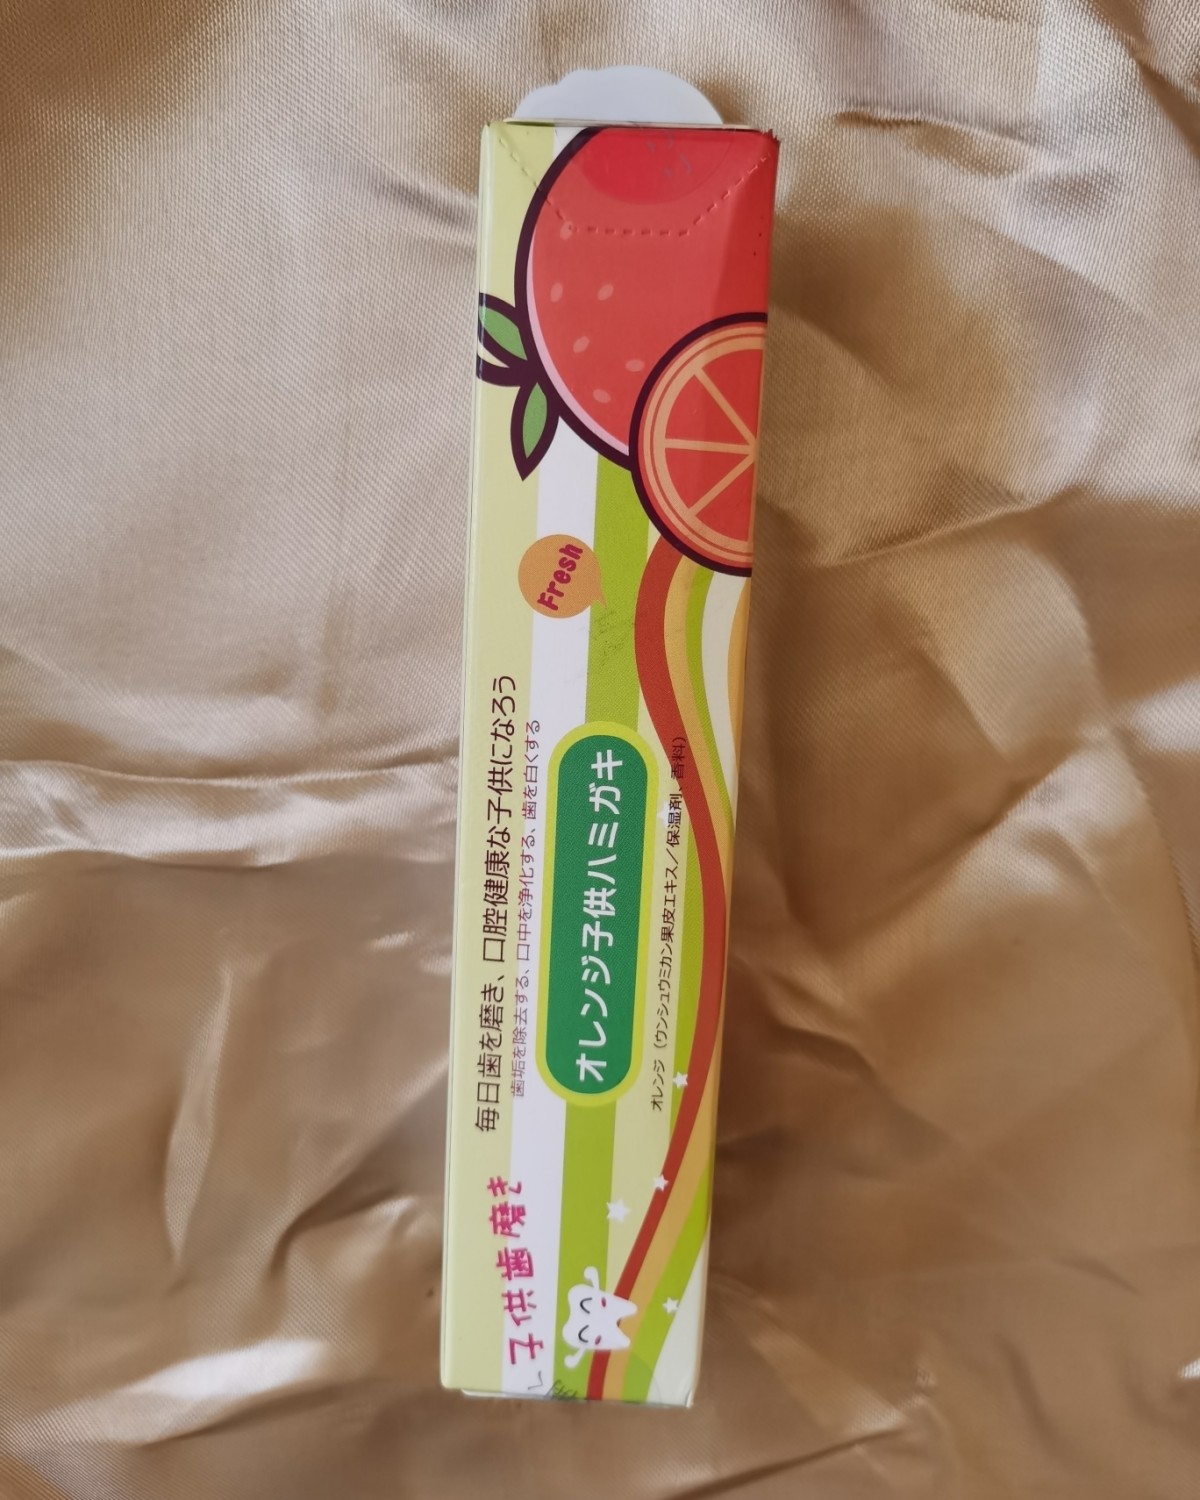 Fresh
毎日歯を磨き、口腔健康な子供になろう
歯垢を除去する、口中を浄化する、歯を白くする
オレンジ子供ハミガキ
オレンジ(ウンシュウミカン果皮エキス/保湿剤、香料)
子供歯磨き